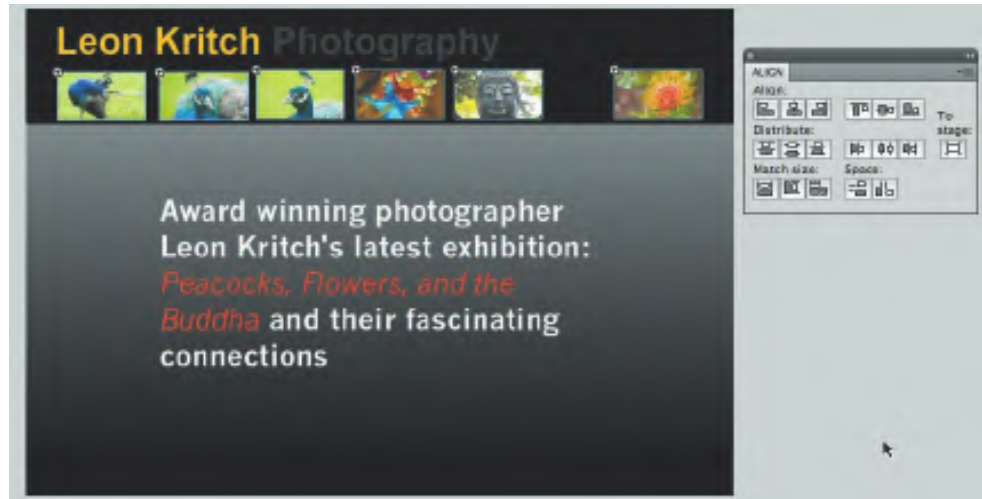 Leon Kritch Photography
Award winning photographer
Leon Kritch's latest exhibition:
Peacocks, Flowers, and the
Buddha and their fascinating
connections
ALIGN
Align:
To
stage:
Distribute:
Match size:
Space: